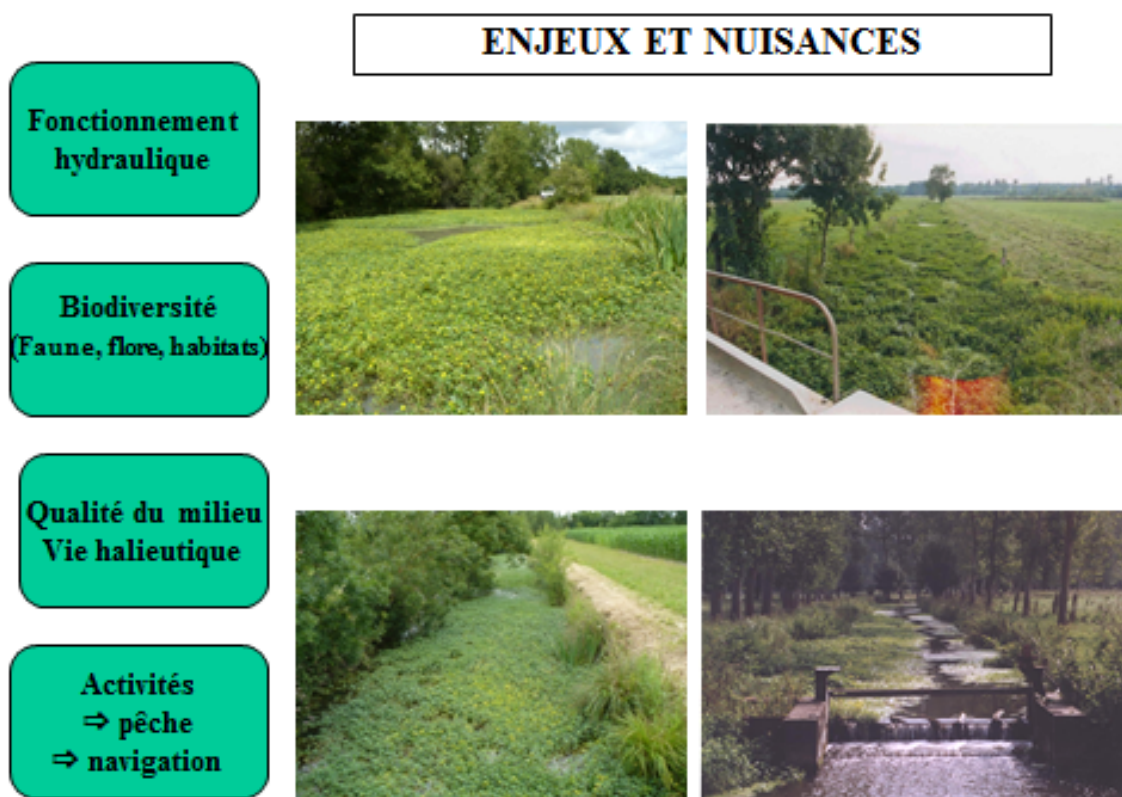 ENJEUX ET NUISANCES
Fonctionnement
hydraulique
Biodiversité
(Faune, flore, habitats)
Qualité du milieu
Vie halieutique
Activités
⇒ pêche
⇒ navigation